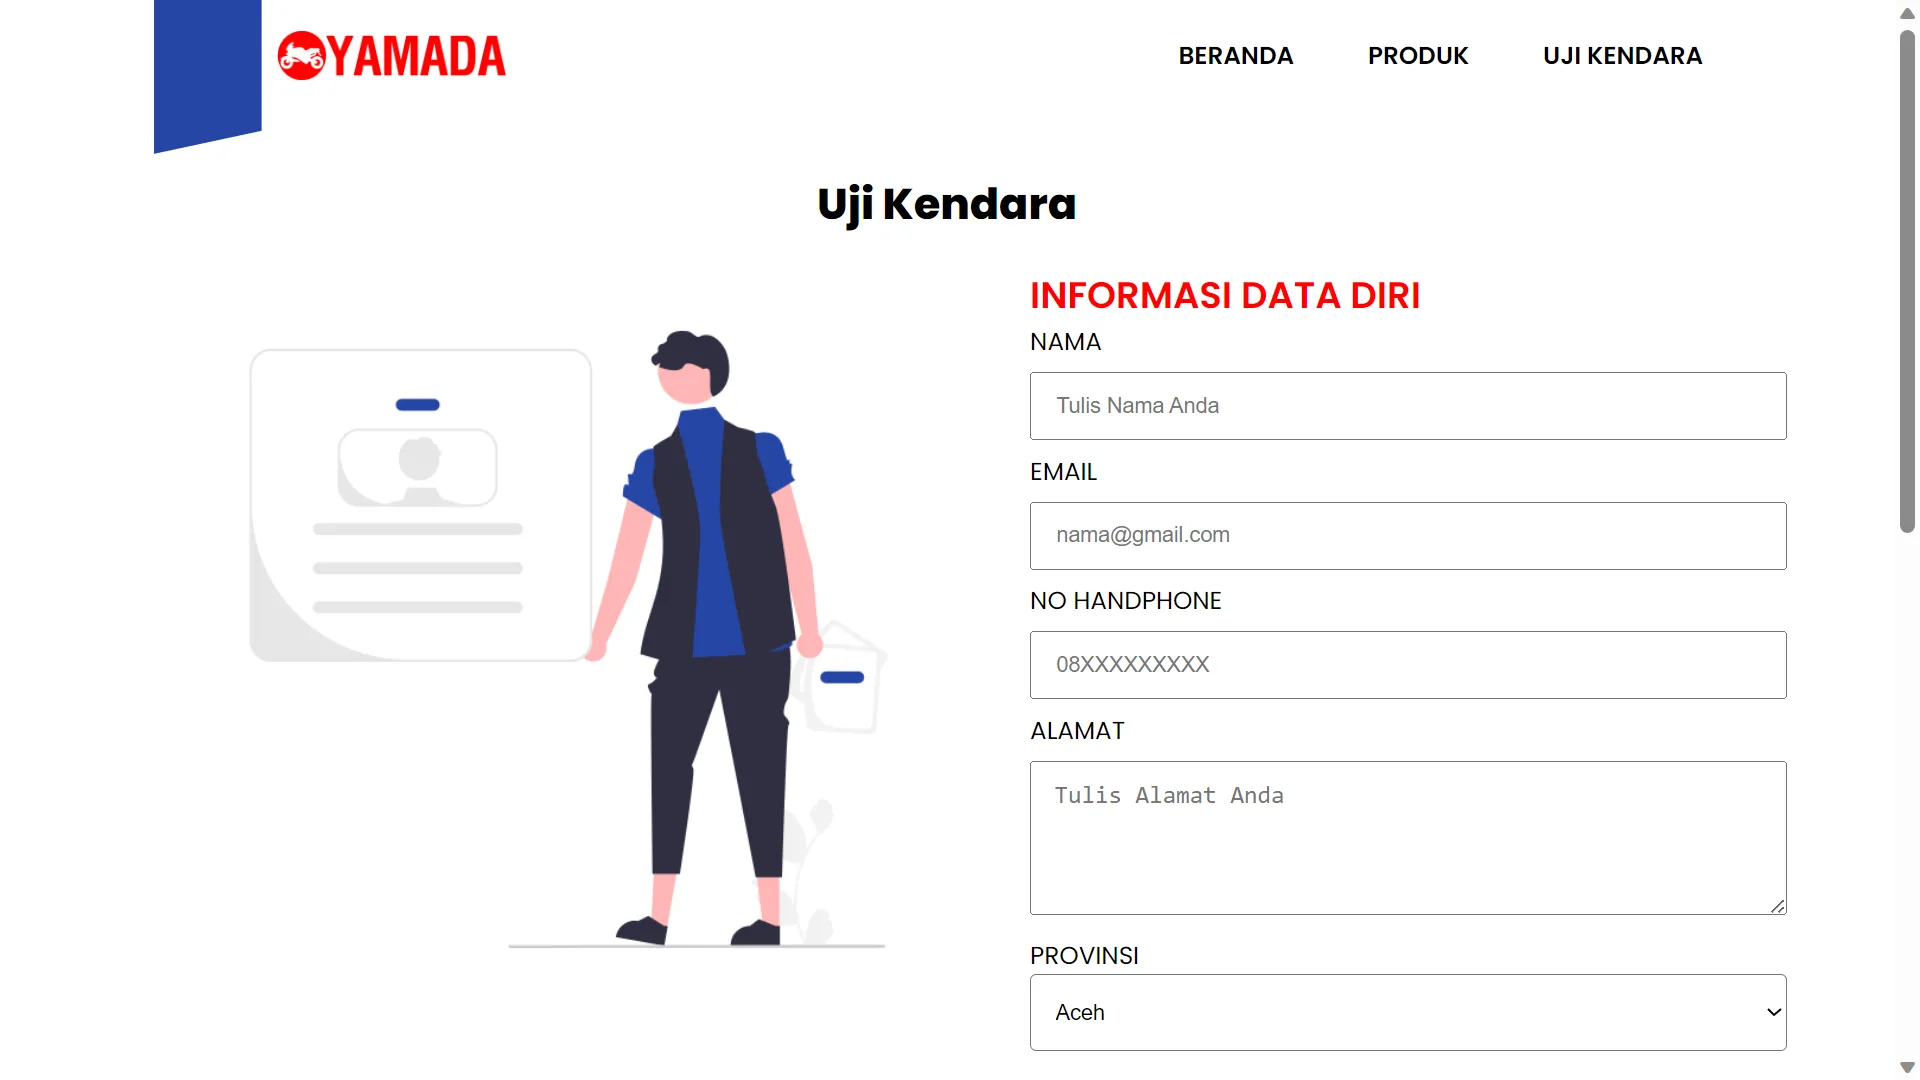 YAMADA
BERANDA PRODUK UJI KENDARA
Uji Kendara
INFORMASI DATA DIRI
NAMA
Tulis Nama Anda
EMAIL
nama@gmail.com
NO HANDPHONE
08XXXXXXXXX
ALAMAT
Tulis Alamat Anda
PROVINSI
Aceh